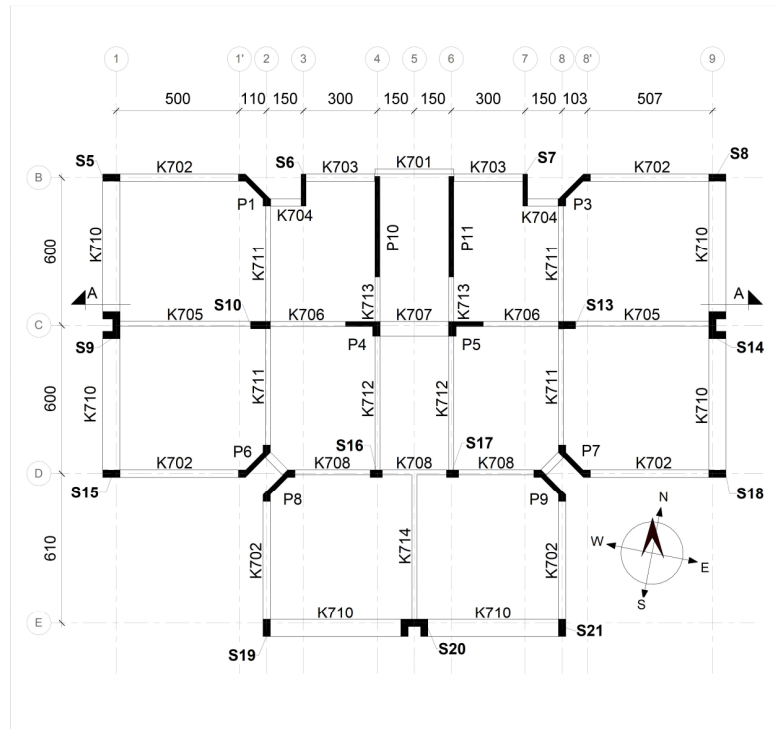 1 1' 2 3 4 5 6 7 8 8' 9
500 110 150 300 150 150 300 150 103 507
S5 K702 S6 K703 K701 K703 S7 K702 S8
B
P1 K704 K704 P3
600 K710 K711 P10 P11 K711 K710
A S10 K705 K706 K713 K707 K713 K706 S13 K705 A
C
S9 P4 P5 S14
600 K710 K711 K712 K712 K711 K710
P6 S16 S17 P7
D K702 K708 K708 K708 K702
S15 P8 P9 S18
610 K702 K714 K702
N
W E
S
K710 K710
E
S19 S20 S21